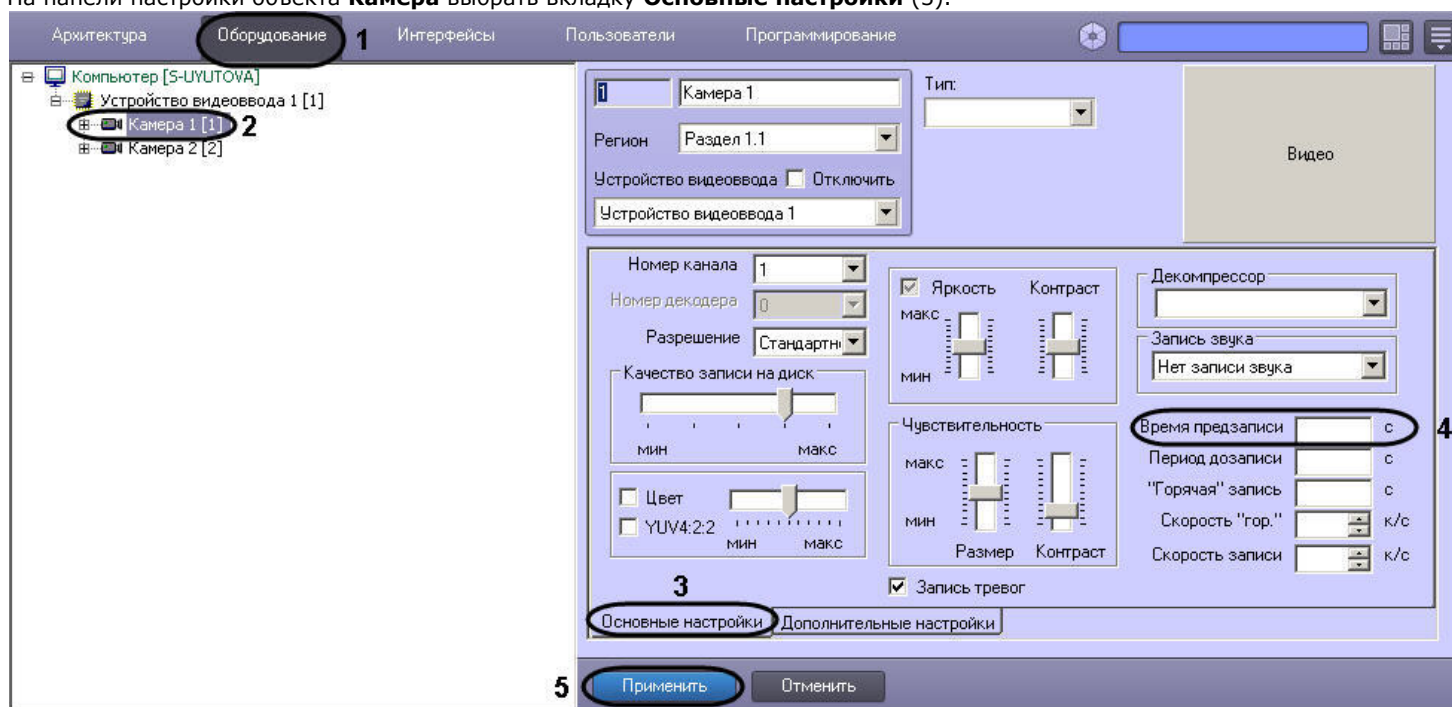 На панели настройки объекта Камера выбрать вкладку Основные настройки (3).
Архитектура Оборудование 1 Интерфейсы Пользователи Программирование
Компьютер [S-UYUTOVA]
Устройство видеоввода 1 [1]
Камера 1 [1] 2
Камера 2 [2]
1 Камера 1
Тип:
Регион Раздел 1.1
Устройство видеоввода Отключить
Устройство видеоввода 1
Видео
Номер канала 1
Номер декодера 0
Разрешение Стандартн
Качество записи на диск
мин макс
Цвет
YUV4:2:2
мин макс
Яркость Контраст
макс
мин
Чувствительность
макс
мин
Размер Контраст
Запись тревог
Декомпрессор
Запись звука
Нет записи звука
Время предзаписи с 4
Период дозаписи с
"Горячая" запись с
Скорость "гор." к/с
Скорость записи к/с
3
Основные настройки Дополнительные настройки
5 Применить Отменить